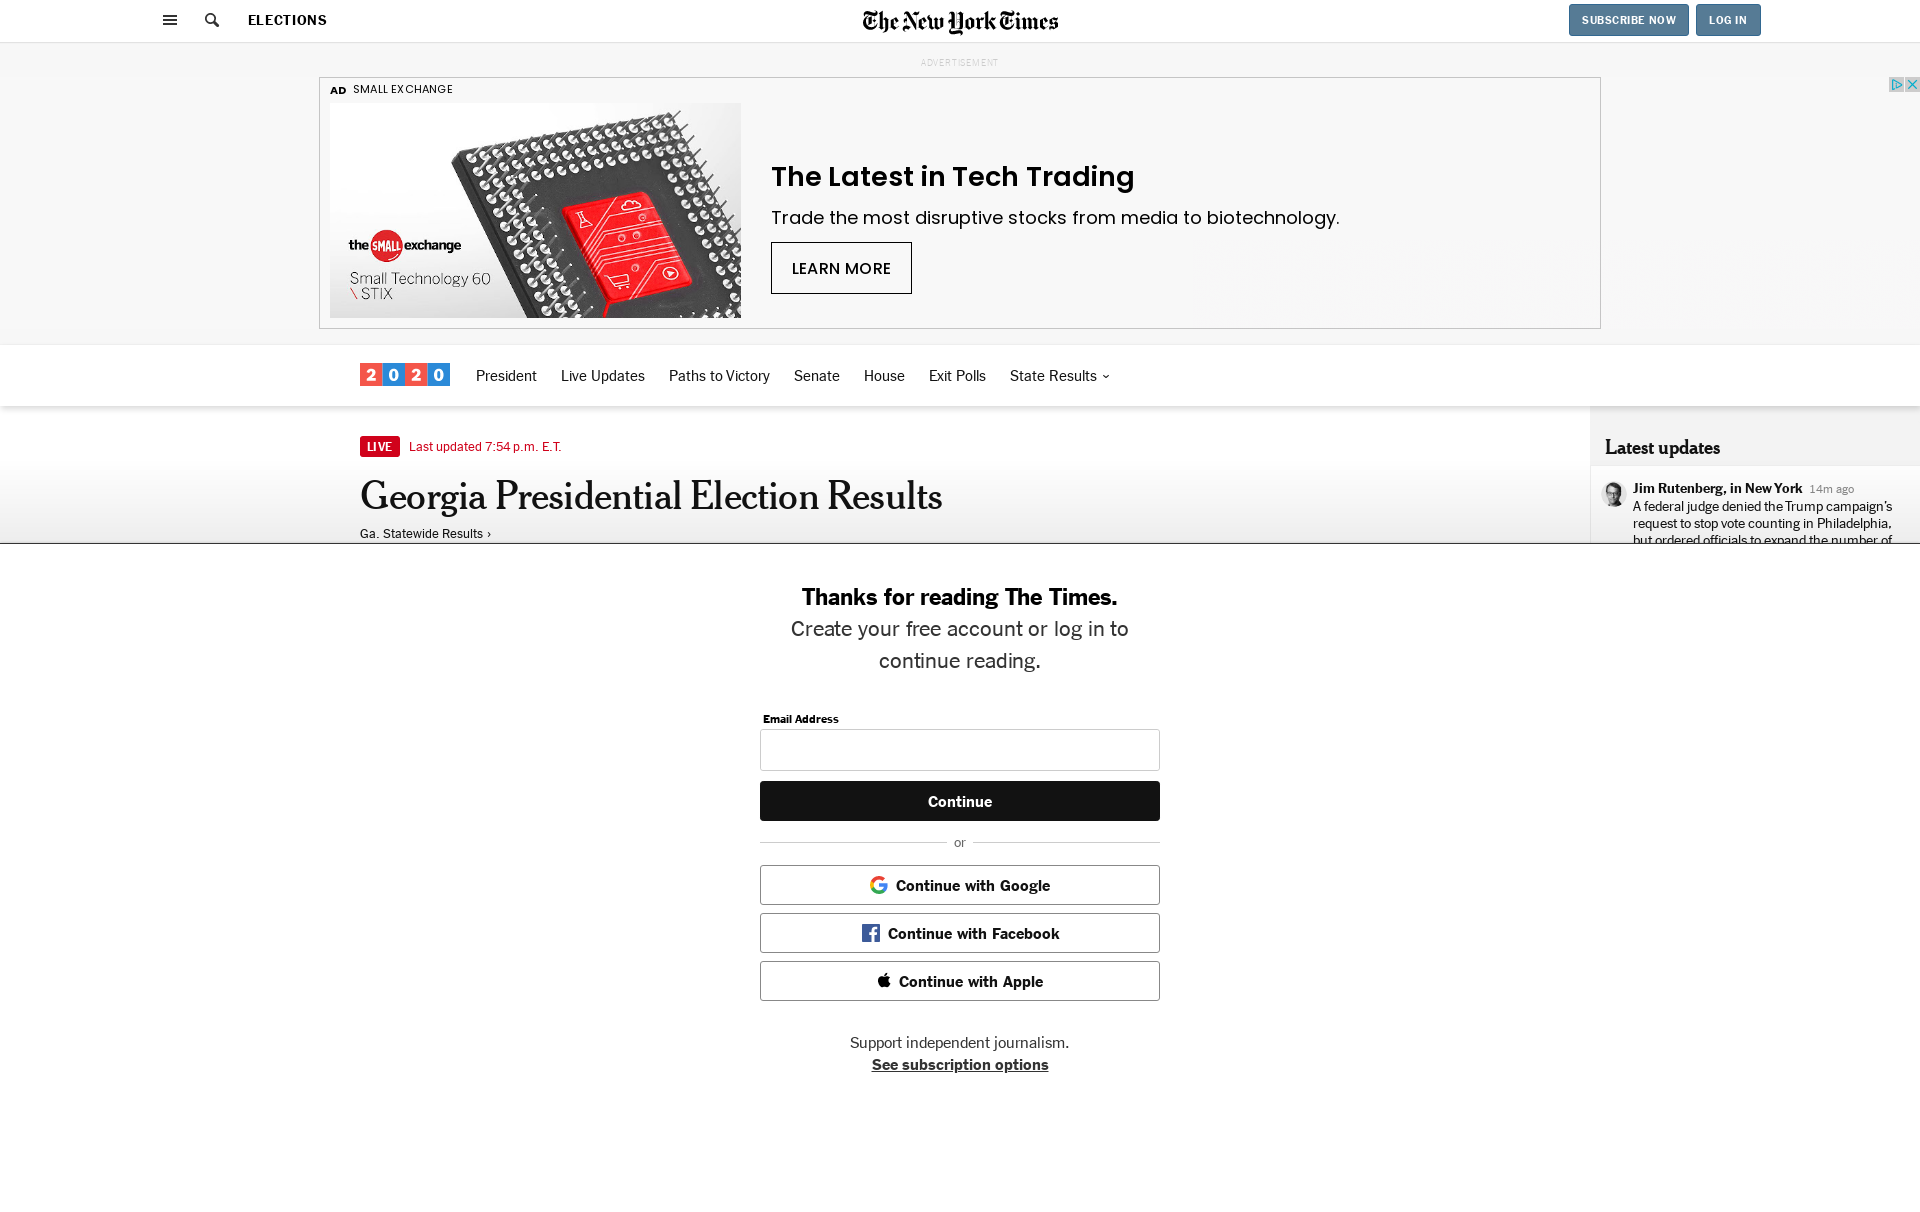 ELECTIONS
The New York Times
SUBSCRIBE NOW
LOG IN
ADVERTISEMENT
AD SMALL EXCHANGE
the SMALL exchange
Small Technology 60
\ STIX
The Latest in Tech Trading
Trade the most disruptive stocks from media to biotechnology.
LEARN MORE
2020 President Live Updates Paths to Victory Senate House Exit Polls State Results
LIVE Last updated 7:54 p.m. E.T.
Georgia Presidential Election Results
Ga. Statewide Results ›
Latest updates
Jim Rutenberg, in New York 14m ago
A federal judge denied the Trump campaign’s
request to stop vote counting in Philadelphia,
but ordered officials to expand the number of
Thanks for reading The Times.
Create your free account or log in to
continue reading.
Email Address
Continue
or
Continue with Google
Continue with Facebook
Continue with Apple
Support independent journalism.
See subscription options